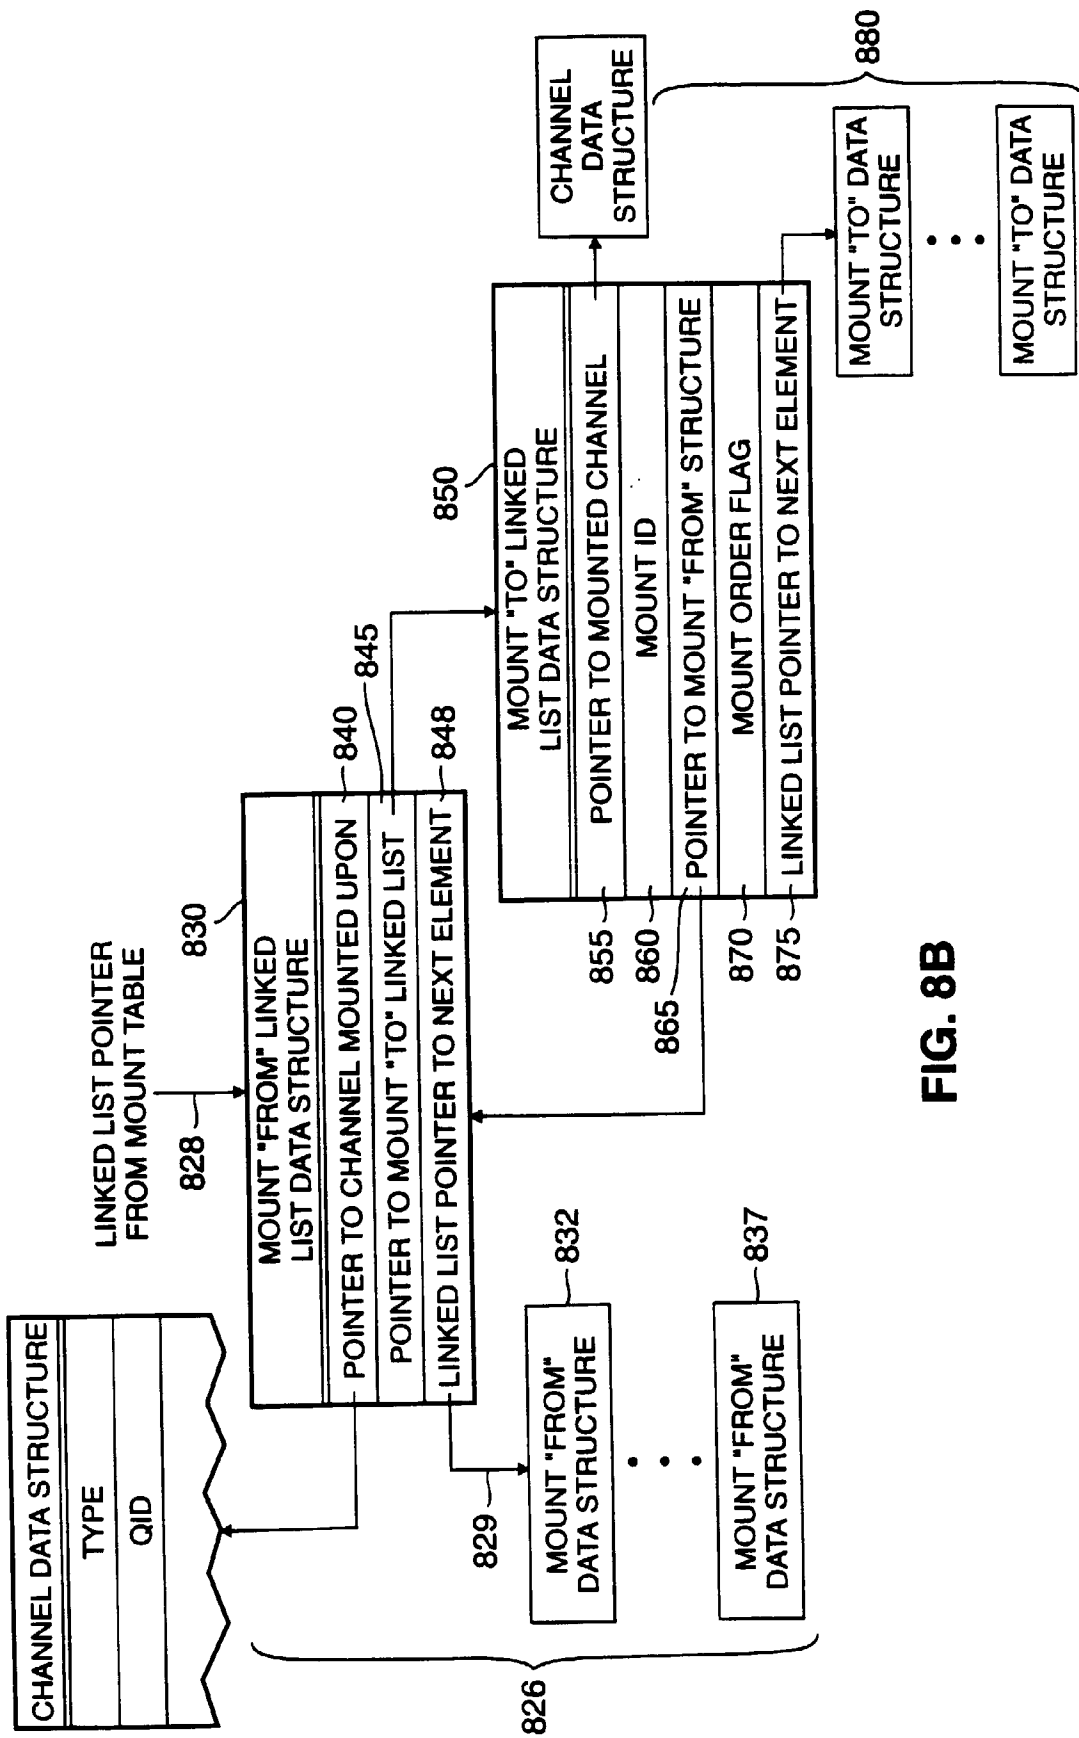 CHANNEL DATA STRUCTURE
TYPE
QID
LINKED LIST POINTER
FROM MOUNT TABLE
828
830
MOUNT "FROM" LINKED
LIST DATA STRUCTURE
POINTER TO CHANNEL MOUNTED UPON
840
POINTER TO MOUNT "TO" LINKED LIST
845
LINKED LIST POINTER TO NEXT ELEMENT
848
829
MOUNT "FROM"
DATA STRUCTURE
832
MOUNT "FROM"
DATA STRUCTURE
837
826
850
MOUNT "TO" LINKED
LIST DATA STRUCTURE
855
POINTER TO MOUNTED CHANNEL
860
MOUNT ID
865
POINTER TO MOUNT "FROM" STRUCTURE
870
MOUNT ORDER FLAG
875
LINKED LIST POINTER TO NEXT ELEMENT
CHANNEL
DATA
STRUCTURE
MOUNT "TO" DATA
STRUCTURE
MOUNT "TO" DATA
STRUCTURE
880
FIG. 8B